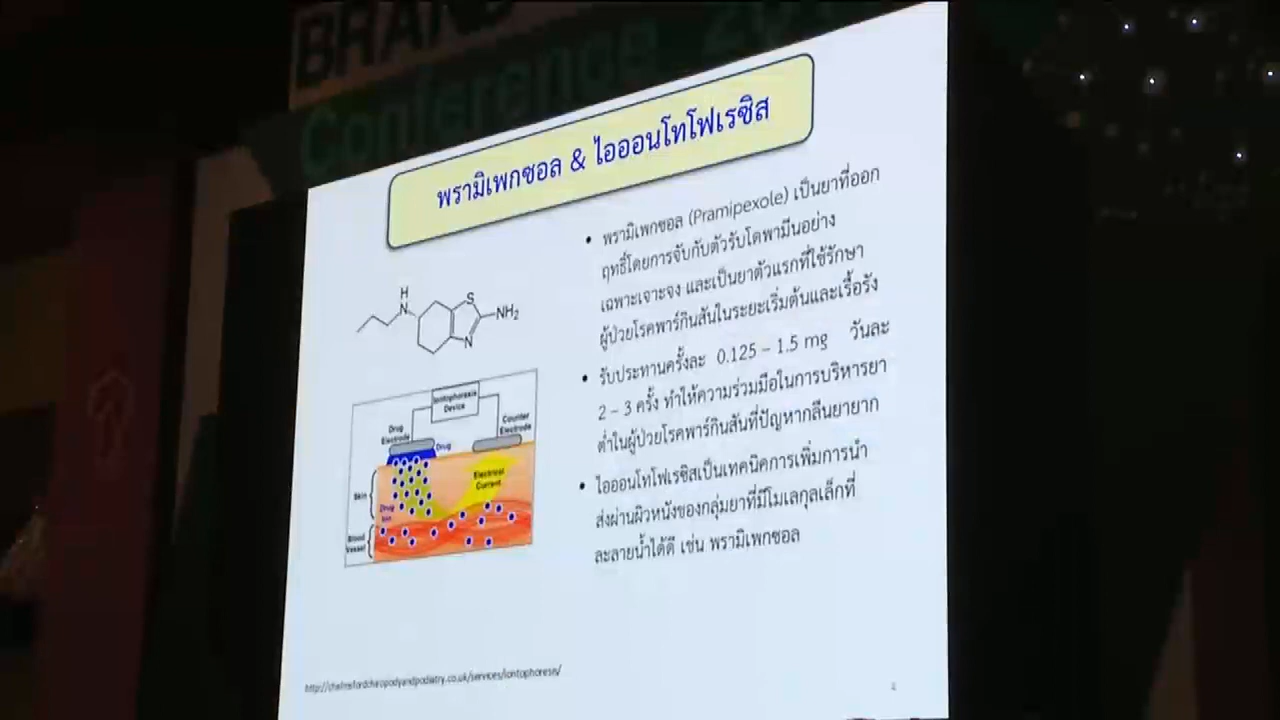 Conference
พรามิเพกซอล & ไอออนโทโฟเรซิส
• พรามิเพกซอล (Pramipexole) เป็นยาที่ออก
ฤทธิ์โดยการจับกับตัวรับโดพามีนอย่าง
เฉพาะเจาะจง และเป็นยาตัวแรกที่ใช้รักษา
ผู้ป่วยโรคพาร์กินสันในระยะเริ่มต้นและเรื้อรัง
• รับประทานครั้งละ 0.125 – 1.5 mg วันละ
2 – 3 ครั้ง ทำให้ความร่วมมือในการบริหารยา
ต่ำในผู้ป่วยโรคพาร์กินสันที่ปัญหากลืนยายาก
• ไอออนโทโฟเรซิสเป็นเทคนิคการเพิ่มการนำ
ส่งผ่านผิวหนังของกลุ่มยาที่มีโมเลกุลเล็กที่
ละลายน้ำได้ดี เช่น พรามิเพกซอล
H
N
S
NH₂
N
Iontophoresis
Device
Drug
Electrode
Counter
Electrode
Drug
Skin
Electrical
Current
Drug
Ion
Blood
Vessel
http://chelmsfordchiropodyandpodiatry.co.uk/services/iontophoresis/
4